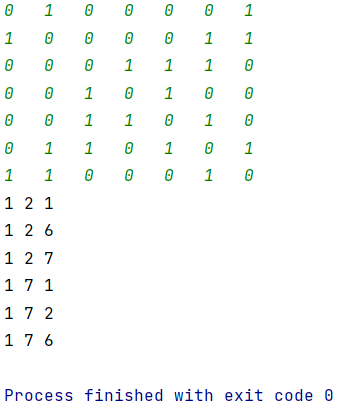 0 1 0 0 0 0 1
1 0 0 0 0 1 1
0 0 0 1 1 1 0
0 0 1 0 1 0 0
0 0 1 1 0 1 0
0 1 1 0 1 0 1
1 1 0 0 0 1 0
1 2 1
1 2 6
1 2 7
1 7 1
1 7 2
1 7 6
Process finished with exit code 0